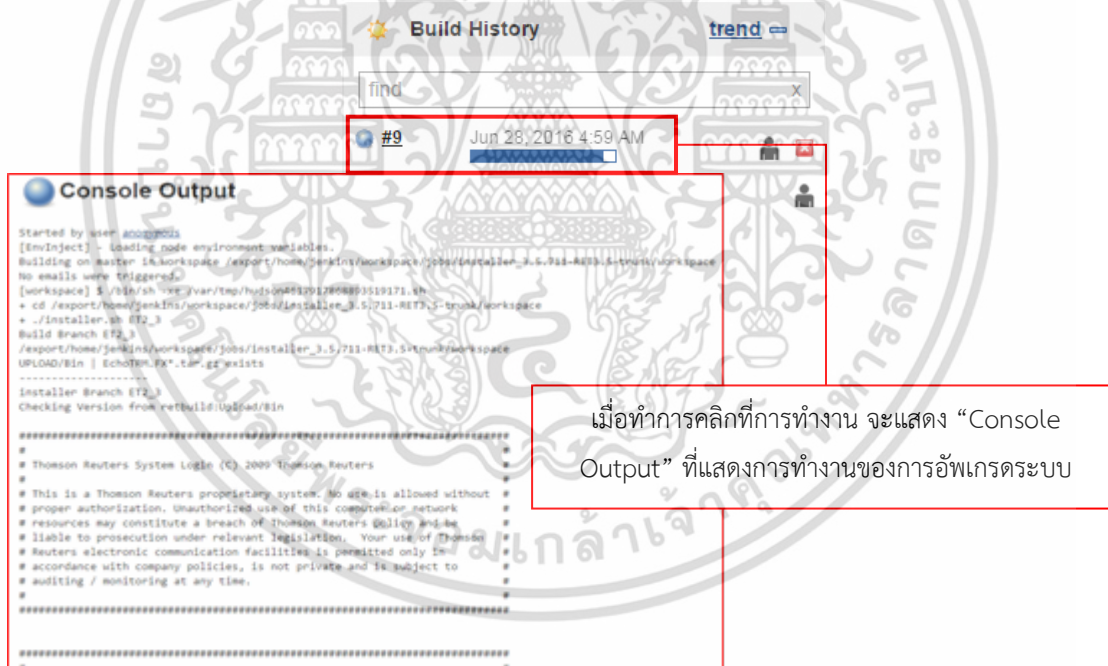 Build History trend
find x
#9 Jun 28, 2016 4:59 AM
Console Output
Started by user anonymous
[EnvInject] - Loading node environment variables.
Building on master in workspace /export/home/jenkins/workspace/jobs/installer_3.5.711-RET3.5-trunk/workspace
No emails were triggered.
[workspace] $ /bin/sh -xe
+ cd /export/home/jenkins/workspace/jobs/installer_3.5.711-RET3.5-trunk/workspace
+ ./installer.sh ET2_3
Build Branch ET2_3
/export/home/jenkins/workspace/jobs/installer_3.5.711-RET3.5-trunk/workspace
UPLOAD/Bin | EchoTRM.FX*.tar.gz exists
--------------------
installer Branch ET2_3
Checking Version from retbuild:Upload/Bin
เมื่อทำการคลิกที่การทำงาน จะแสดง “Console
Output” ที่แสดงการทำงานของการอัพเกรดระบบ
# Thomson Reuters System Login (C) 2009 Thomson Reuters #
# This is a Thomson Reuters proprietary system. No use is allowed without #
# proper authorization. Unauthorized use of this computer or network #
# resources may constitute a breach of Thomson Reuters policy and be #
# liable to prosecution under relevant legislation. Your use of Thomson #
# Reuters electronic communication facilities is permitted only in #
# accordance with company policies, is not private and is subject to #
# auditing / monitoring at any time. #